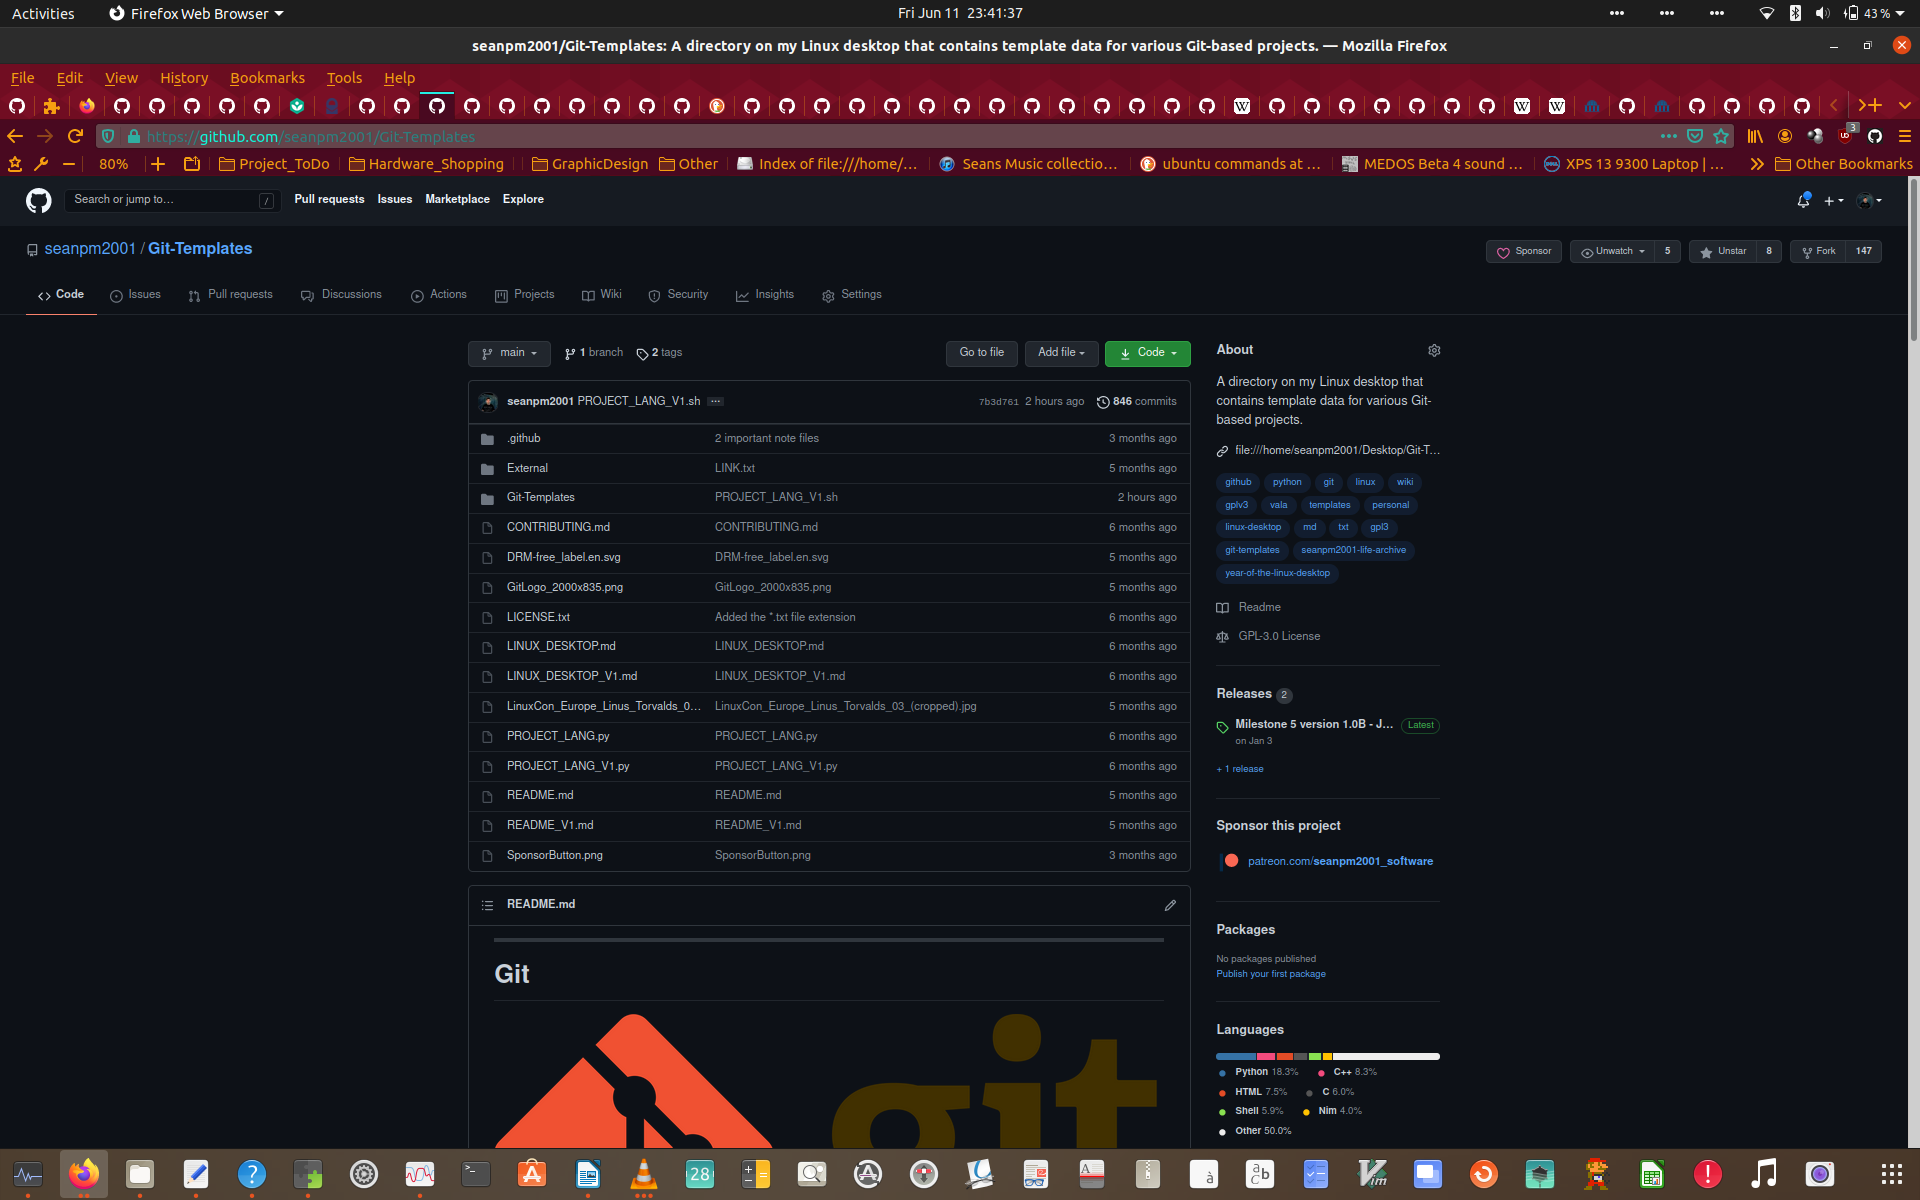 Activities
Firefox Web Browser
Fri Jun 11 23:41:37
43 %
seanpm2001/Git-Templates: A directory on my Linux desktop that contains template data for various Git-based projects. — Mozilla Firefox
File Edit View History Bookmarks Tools Help
https://github.com/seanpm2001/Git-Templates
3
80%
Project_ToDo
Hardware_Shopping
GraphicDesign
Other
Index of file:///home/...
Seans Music collectio...
ubuntu commands at ...
MEDOS Beta 4 sound ...
XPS 13 9300 Laptop | ...
Other Bookmarks
Search or jump to...
/
Pull requests Issues Marketplace Explore
seanpm2001 / Git-Templates
Sponsor
Unwatch 5
Unstar 8
Fork 147
Code Issues Pull requests Discussions Actions Projects Wiki Security Insights Settings
main
1 branch
2 tags
Go to file
Add file
Code
seanpm2001 PROJECT_LANG_V1.sh ...
7b3d761 2 hours ago 846 commits
.github 2 important note files 3 months ago
External LINK.txt 5 months ago
Git-Templates PROJECT_LANG_V1.sh 2 hours ago
CONTRIBUTING.md CONTRIBUTING.md 6 months ago
DRM-free_label.en.svg DRM-free_label.en.svg 5 months ago
GitLogo_2000x835.png GitLogo_2000x835.png 5 months ago
LICENSE.txt Added the *.txt file extension 6 months ago
LINUX_DESKTOP.md LINUX_DESKTOP.md 6 months ago
LINUX_DESKTOP_V1.md LINUX_DESKTOP_V1.md 6 months ago
LinuxCon_Europe_Linus_Torvalds_0... LinuxCon_Europe_Linus_Torvalds_03_(cropped).jpg 5 months ago
PROJECT_LANG.py PROJECT_LANG.py 6 months ago
PROJECT_LANG_V1.py PROJECT_LANG_V1.py 6 months ago
README.md README.md 5 months ago
README_V1.md README_V1.md 5 months ago
SponsorButton.png SponsorButton.png 3 months ago
README.md
Git
git
About
A directory on my Linux desktop that
contains template data for various Git-
based projects.
file:///home/seanpm2001/Desktop/Git-T...
github python git linux wiki
gplv3 vala templates personal
linux-desktop md txt gpl3
git-templates seanpm2001-life-archive
year-of-the-linux-desktop
Readme
GPL-3.0 License
Releases 2
Milestone 5 version 1.0B - J... Latest
on Jan 3
+ 1 release
Sponsor this project
patreon.com/seanpm2001_software
Packages
No packages published
Publish your first package
Languages
Python 18.3% C++ 8.3%
HTML 7.5% C 6.0%
Shell 5.9% Nim 4.0%
Other 50.0%
28